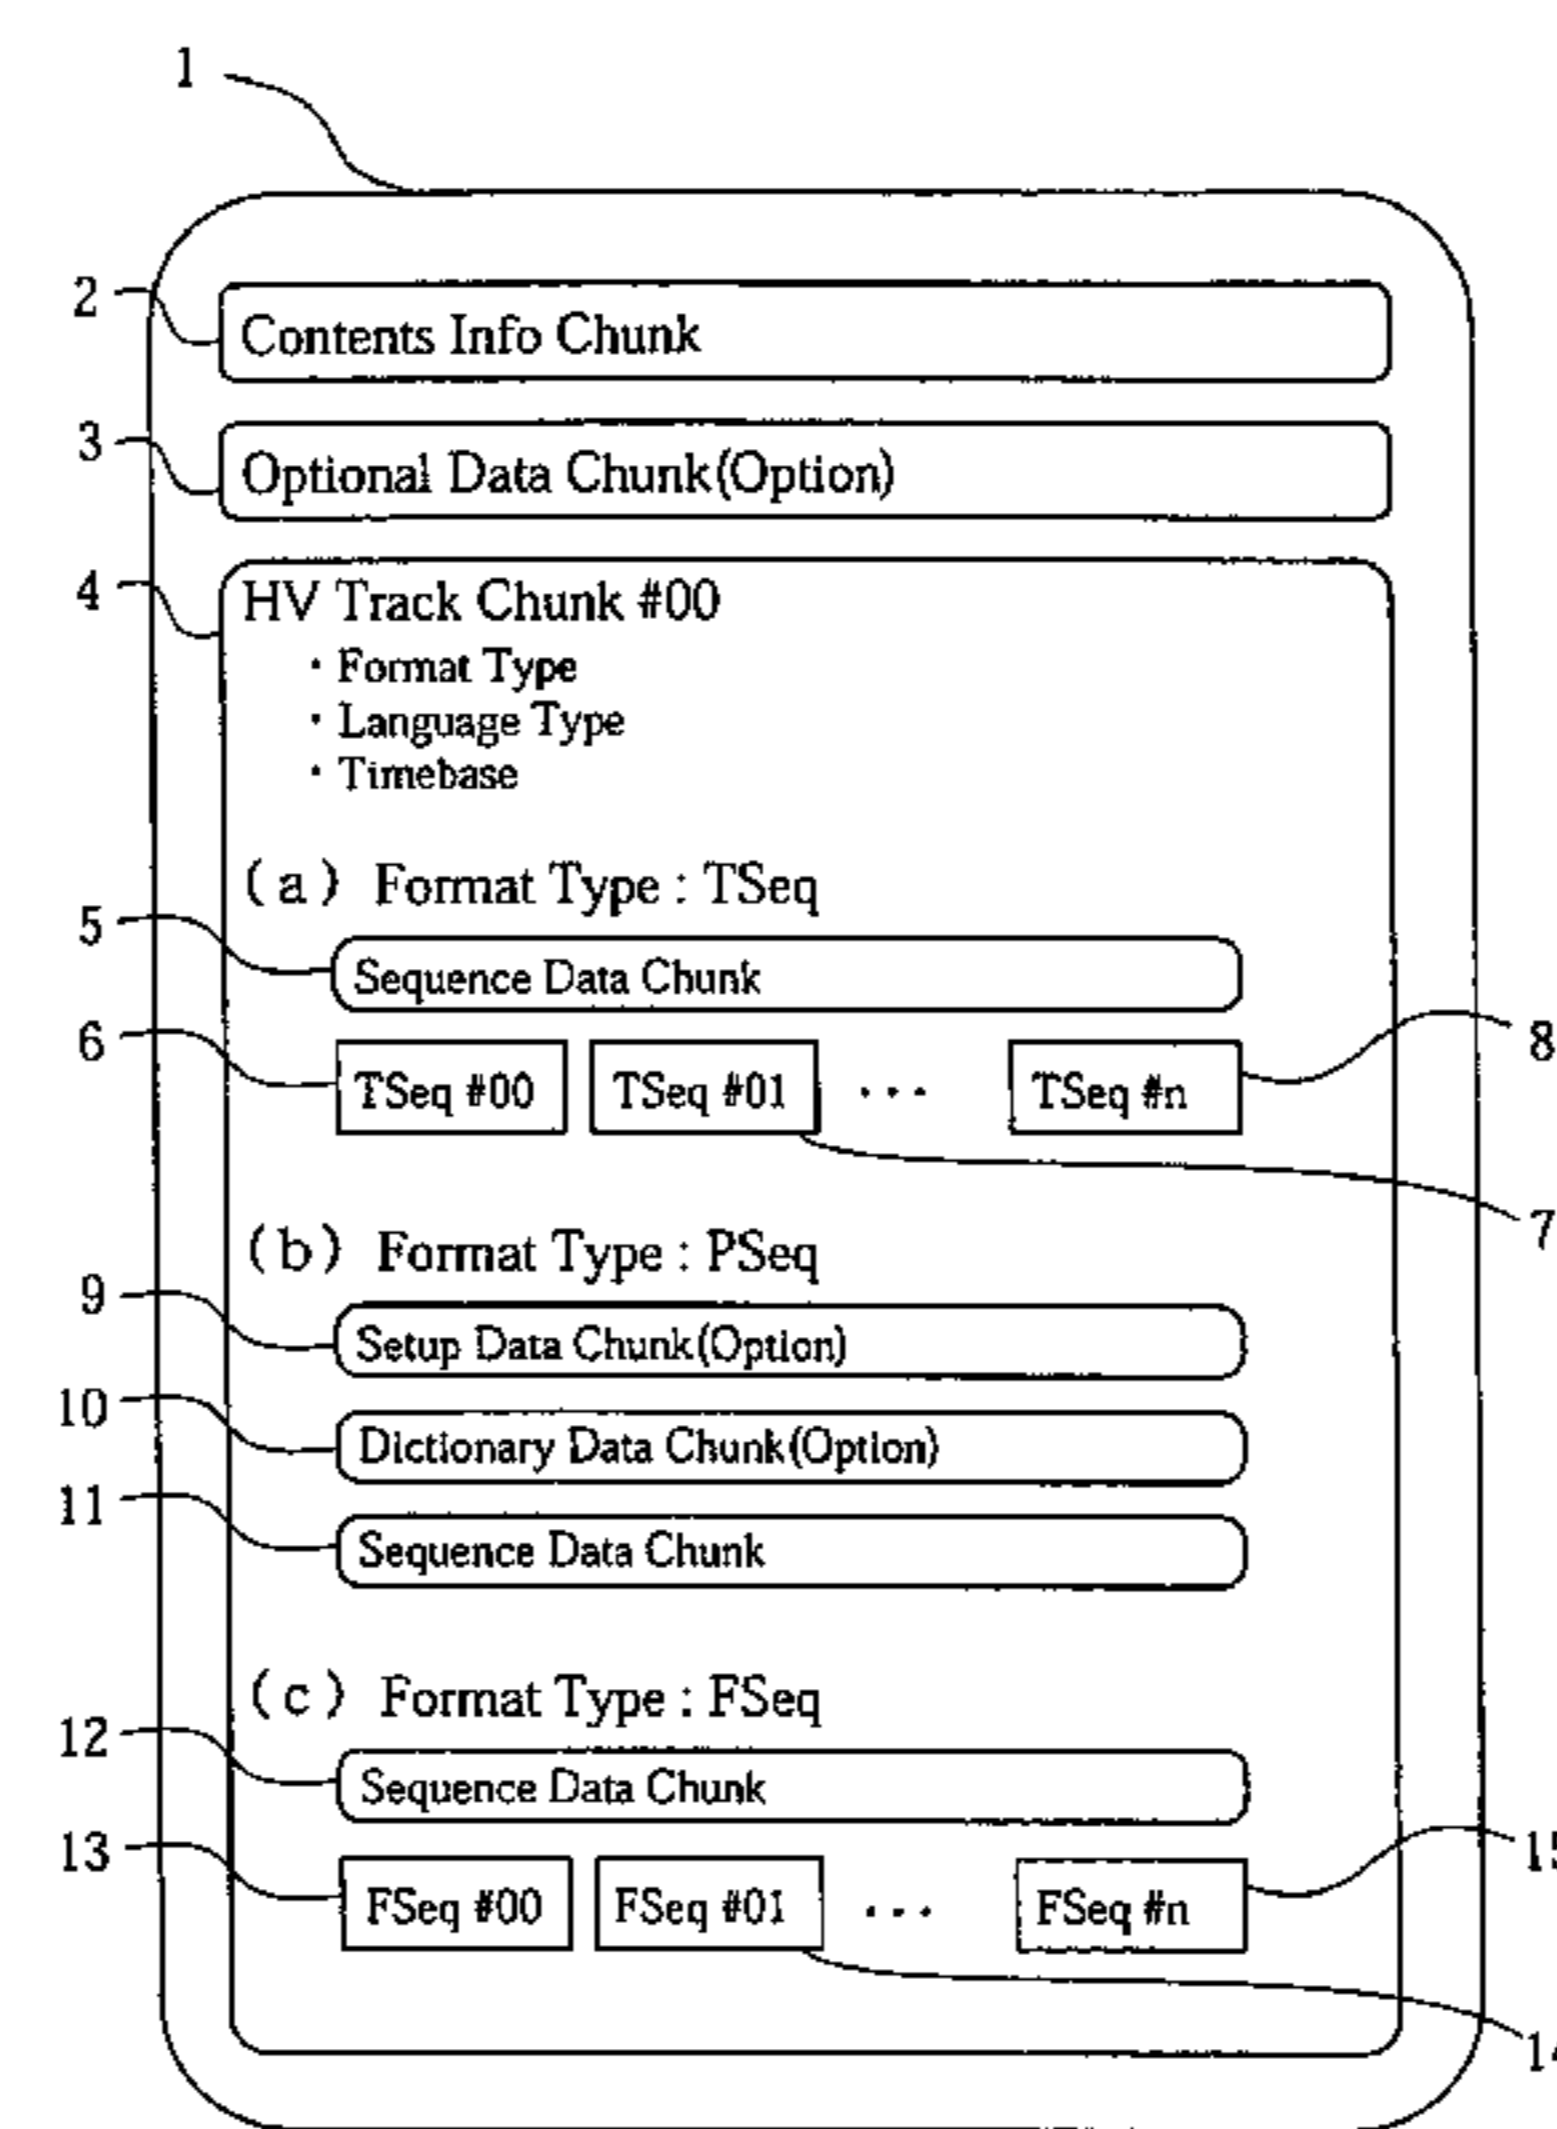 1
2 Contents Info Chunk
3 Optional Data Chunk(Option)
4 HV Track Chunk #00
・Format Type
・Language Type
・Timebase
(a) Format Type : TSeq
5 Sequence Data Chunk
6 TSeq #00 TSeq #01 ... TSeq #n 8
7
(b) Format Type : PSeq
9 Setup Data Chunk(Option)
10 Dictionary Data Chunk(Option)
11 Sequence Data Chunk
(c) Format Type : FSeq
12 Sequence Data Chunk
13 FSeq #00 FSeq #01 ... FSeq #n 15
14